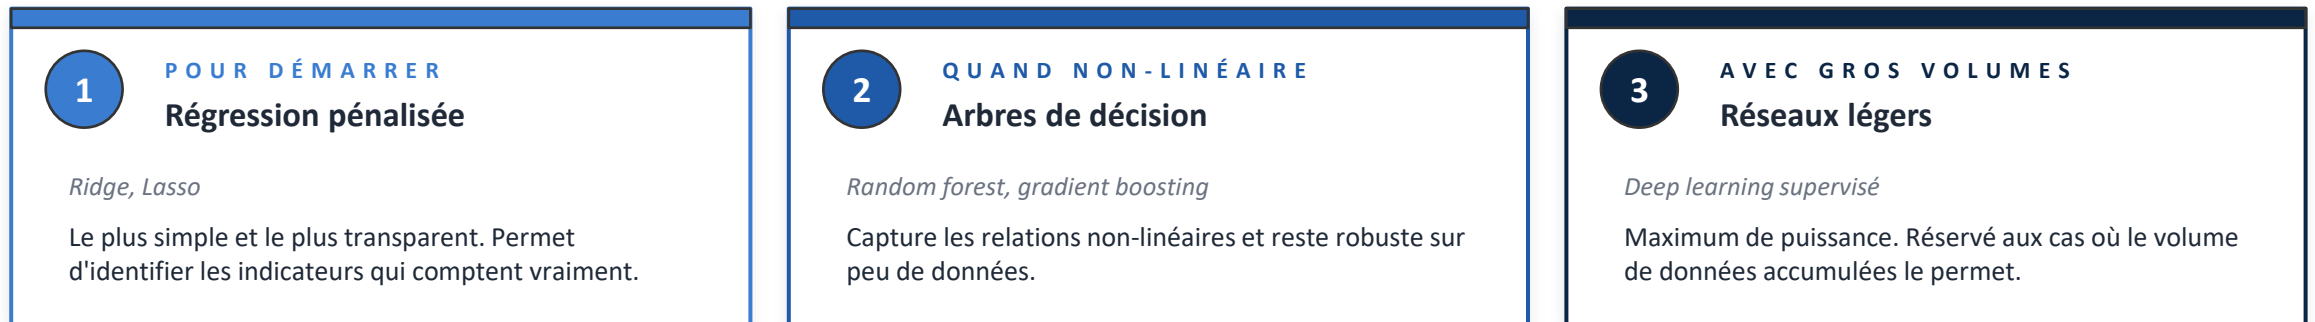 1
POUR DÉMARRER
Régression pénalisée
Ridge, Lasso
Le plus simple et le plus transparent. Permet
d'identifier les indicateurs qui comptent vraiment.
2
QUAND NON-LINÉAIRE
Arbres de décision
Random forest, gradient boosting
Capture les relations non-linéaires et reste robuste sur
peu de données.
3
AVEC GROS VOLUMES
Réseaux légers
Deep learning supervisé
Maximum de puissance. Réservé aux cas où le volume
de données accumulées le permet.